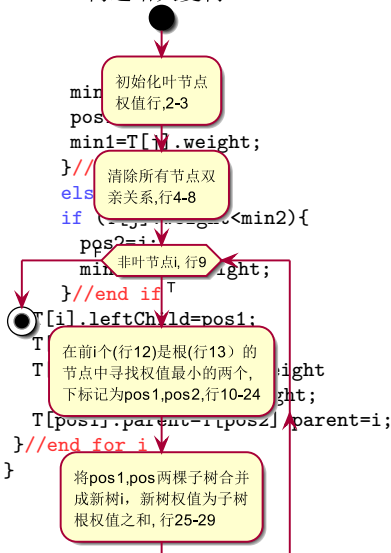 初始化叶节点
权值行,2-3
min
pos
min1=T[j].weight;
}//
清除所有节点双
亲关系,行4-8
els
if (T[j].weight<min2){
pos2=j;
F
非叶节点i, 行9
min
ght;
}//end if
T
T[i].leftChild=pos1;
在前i个(行12)是根(行13）的
节点中寻找权值最小的两个,
下标记为pos1,pos2,行10-24
T
T
ight
ght;
T[pos1].parent=T[pos2].parent=i;
}//end for i
}
将pos1,pos两棵子树合并
成新树i，新树权值为子树
根权值之和, 行25-29